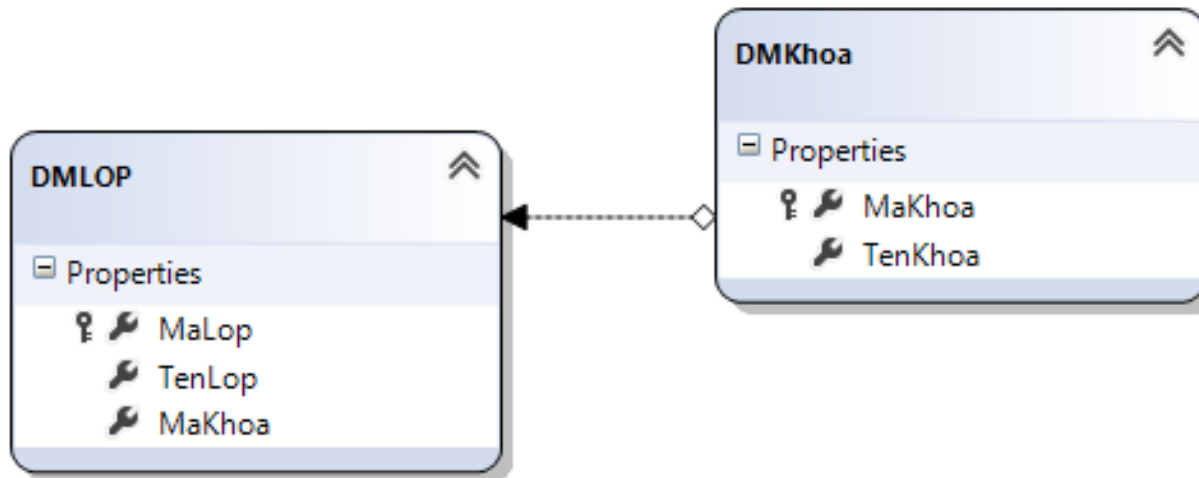 DMKhoa
Properties
MaKhoa
TenKhoa
DMLOP
Properties
MaLop
TenLop
MaKhoa